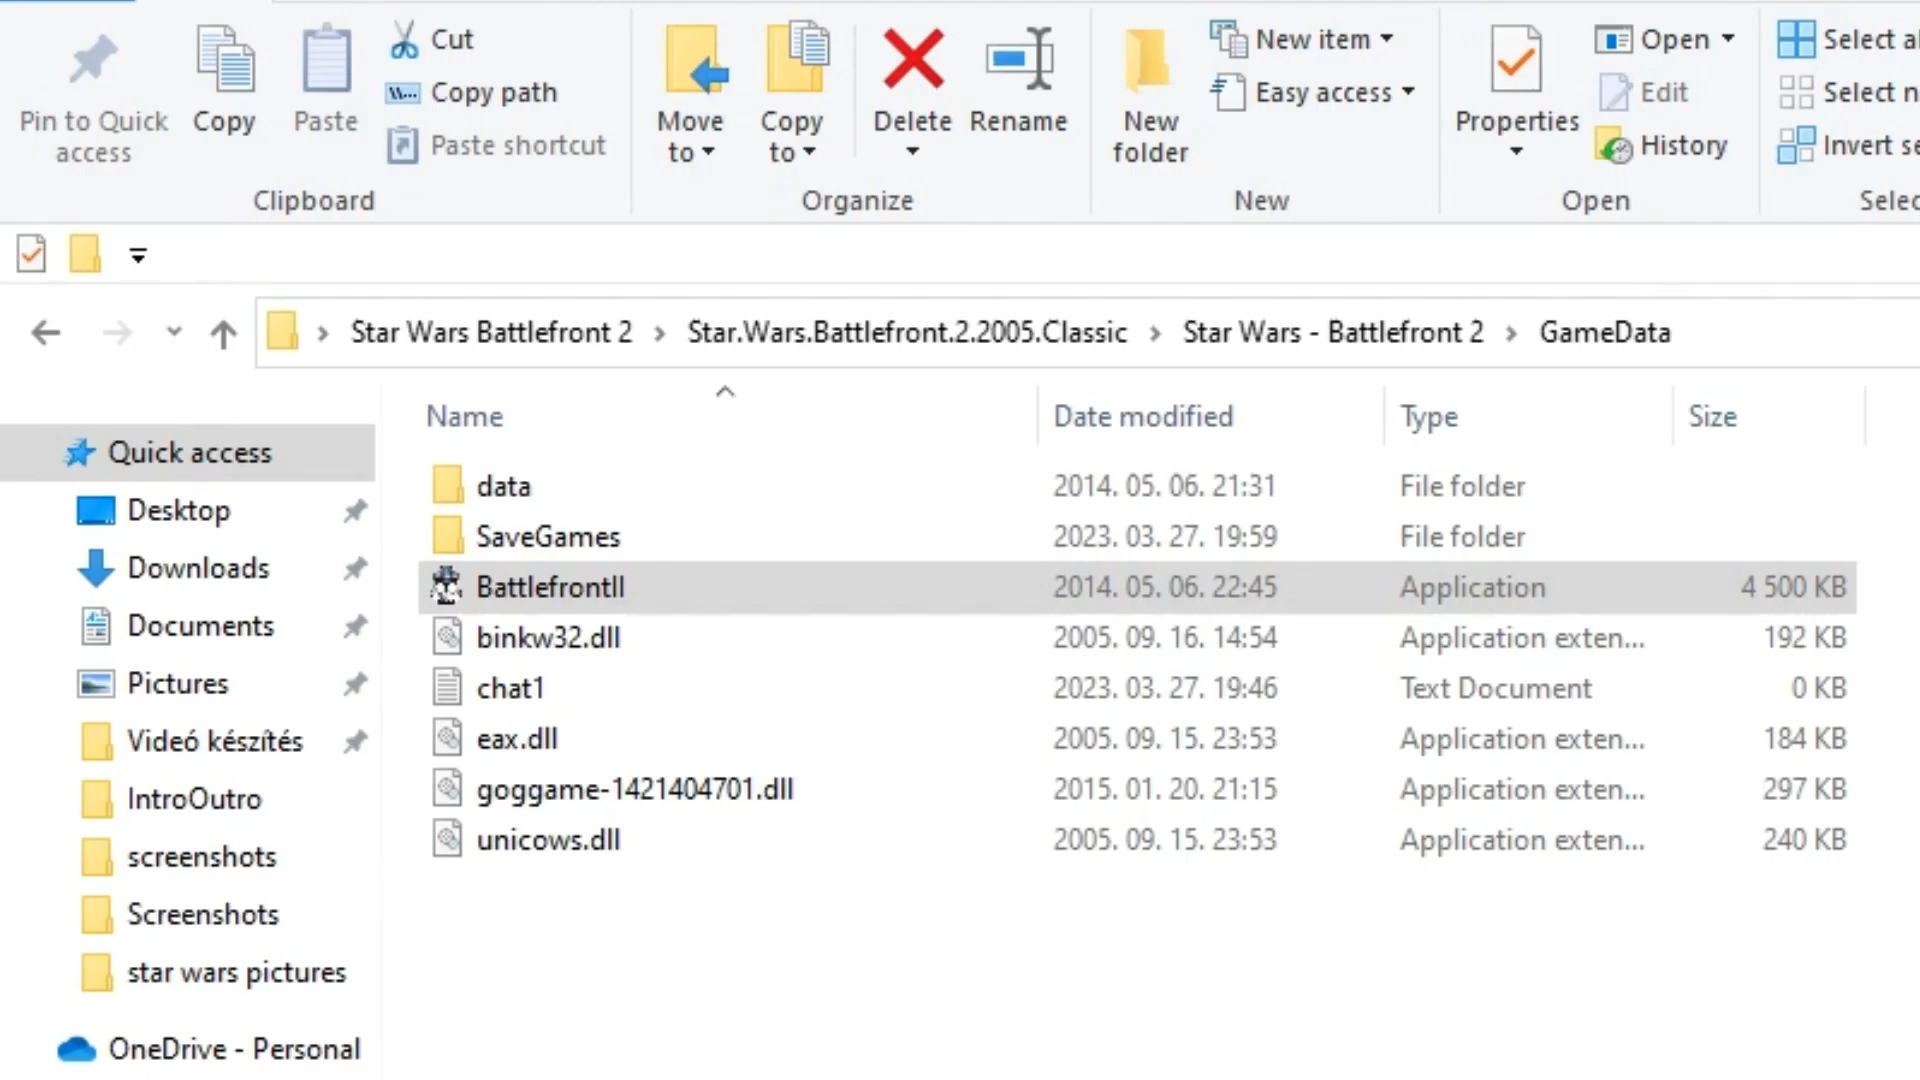 Pin to Quick access
Copy
Paste
Cut
Copy path
Paste shortcut
Clipboard
Move to
Copy to
Delete
Rename
Organize
New folder
New item
Easy access
New
Properties
Open
Edit
History
Open
Select al
Select n
Invert se
Selec
Star Wars Battlefront 2 > Star.Wars.Battlefront.2.2005.Classic > Star Wars - Battlefront 2 > GameData
Name Date modified Type Size
Quick access
Desktop
Downloads
Documents
Pictures
Videó készítés
IntroOutro
screenshots
Screenshots
star wars pictures
OneDrive - Personal
data 2014. 05. 06. 21:31 File folder
SaveGames 2023. 03. 27. 19:59 File folder
BattlefrontII 2014. 05. 06. 22:45 Application 4 500 KB
binkw32.dll 2005. 09. 16. 14:54 Application exten... 192 KB
chat1 2023. 03. 27. 19:46 Text Document 0 KB
eax.dll 2005. 09. 15. 23:53 Application exten... 184 KB
goggame-1421404701.dll 2015. 01. 20. 21:15 Application exten... 297 KB
unicows.dll 2005. 09. 15. 23:53 Application exten... 240 KB